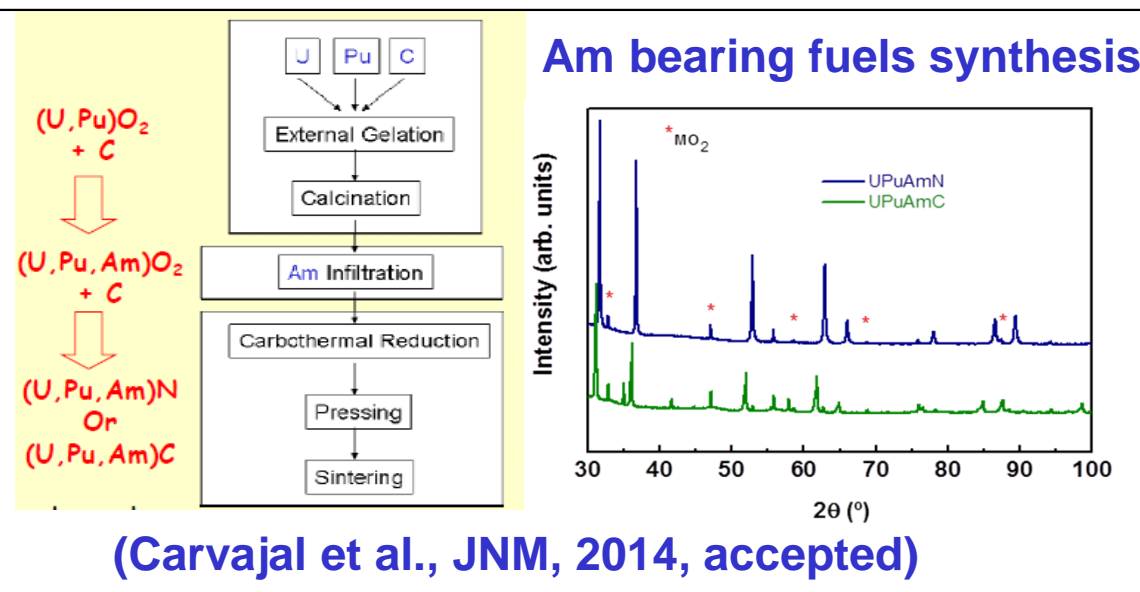 Am bearing fuels synthesis
U Pu C
External Gelation
Calcination
Am Infiltration
Carbothermal Reduction
Pressing
Sintering
(U,Pu)O₂
+ C
(U,Pu,Am)O₂
+ C
(U,Pu,Am)N
Or
(U,Pu,Am)C
*MO₂
UPuAmN
UPuAmC
* * * * *
Intensity (arb. units)
30 40 50 60 70 80 90 100
2θ (º)
(Carvajal et al., JNM, 2014, accepted)